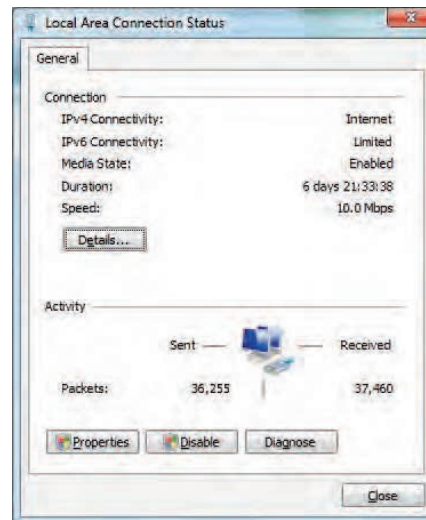 Local Area Connection Status
General
Connection
IPv4 Connectivity: Internet
IPv6 Connectivity: Limited
Media State: Enabled
Duration: 6 days 21:33:38
Speed: 10.0 Mbps
Details...
Activity
Sent Received
Packets: 36,255 37,460
Properties Disable Diagnose
Close